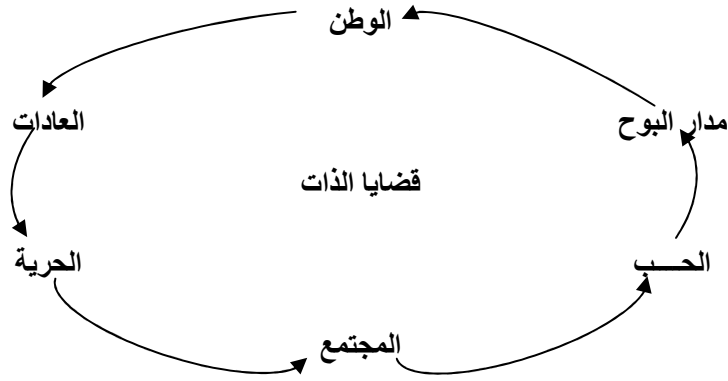 الوطن
مدار البوح
العادات
قضايا الذات
الحـــب
الحرية
المجتمع